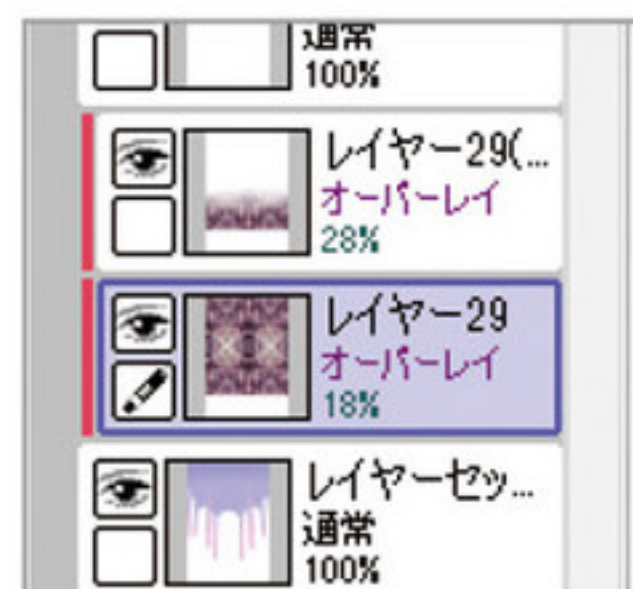 通常
100%
レイヤー29(...
オーバーレイ
28%
レイヤー29
オーバーレイ
18%
レイヤーセッ...
通常
100%